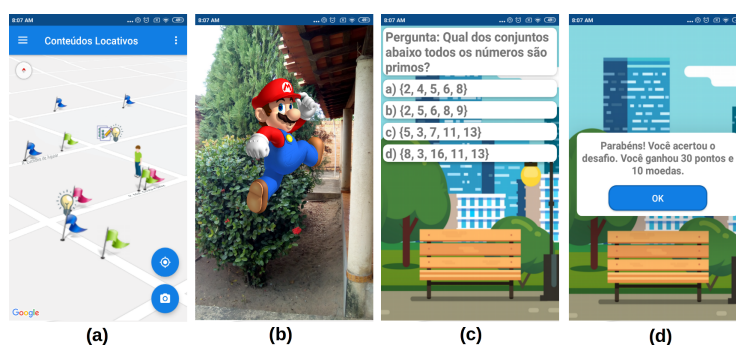 8:07 AM
Conteúdos Locativos
Google
(a)
8:07 AM
M
(b)
8:07 AM
Pergunta: Qual dos conjuntos
abaixo todos os números são
primos?
a) {2, 4, 5, 6, 8}
b) {2, 5, 6, 8, 9}
c) {5, 3, 7, 11, 13}
d) {8, 3, 16, 11, 13}
(c)
8:07 AM
Parabéns! Você acertou o
desafio. Você ganhou 30 pontos e
10 moedas.
OK
(d)